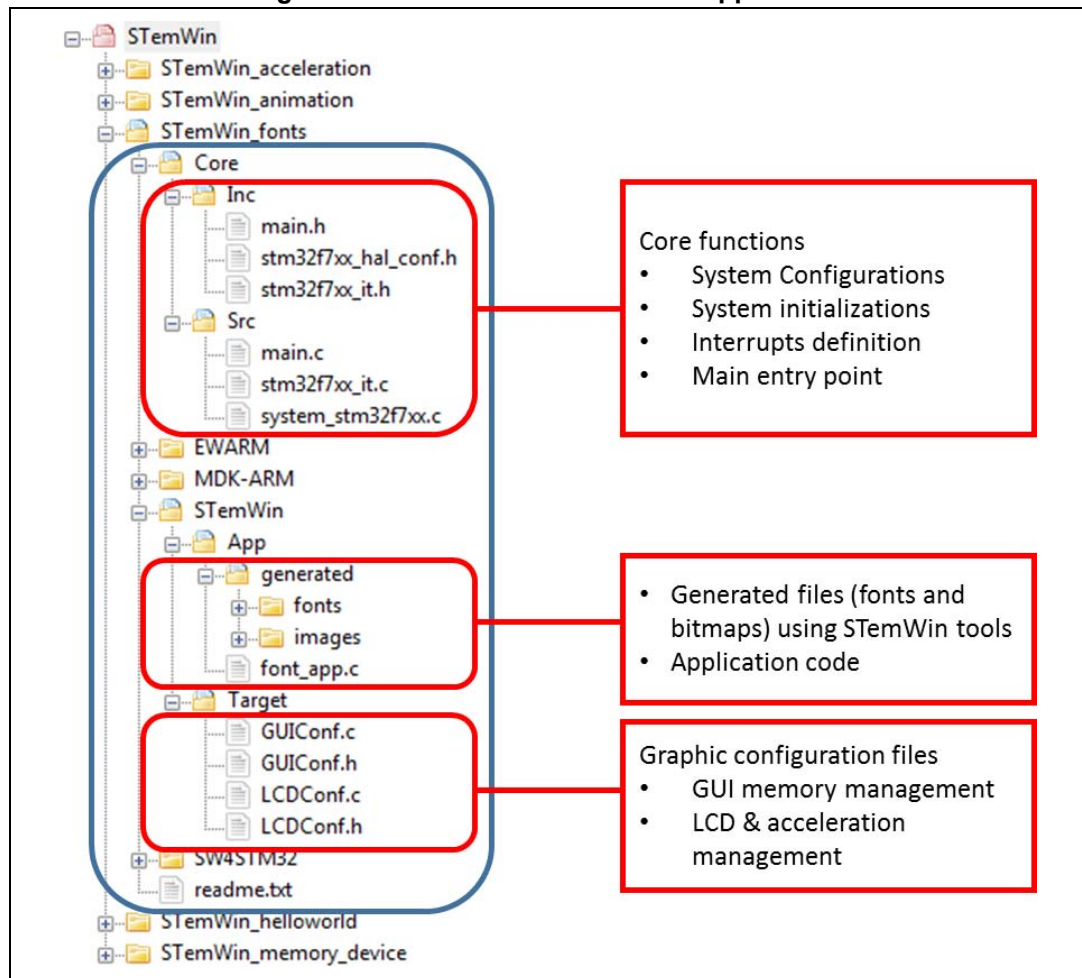 STemWin
STemWin_acceleration
STemWin_animation
STemWin_fonts
Core
Inc
main.h
stm32f7xx_hal_conf.h
stm32f7xx_it.h
Src
main.c
stm32f7xx_it.c
system_stm32f7xx.c
EWARM
MDK-ARM
STemWin
App
generated
fonts
images
font_app.c
Target
GUIConf.c
GUIConf.h
LCDConf.c
LCDConf.h
SW4STM32
readme.txt
STemWin_helloworld
STemWin_memory_device
Core functions
• System Configurations
• System initializations
• Interrupts definition
• Main entry point
• Generated files (fonts and
bitmaps) using STemWin tools
• Application code
Graphic configuration files
• GUI memory management
• LCD & acceleration
management